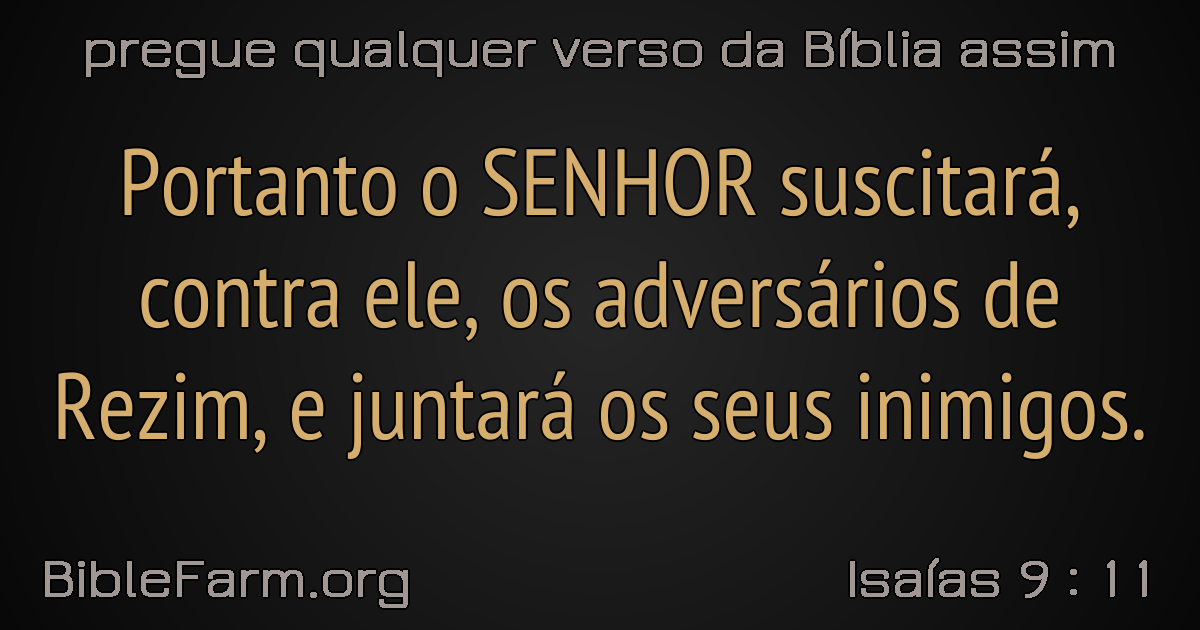 pregue qualquer verso da Bíblia assim
Portanto o SENHOR suscitará,
contra ele, os adversários de
Rezim, e juntará os seus inimigos.
BibleFarm.org
Isaías 9 : 11